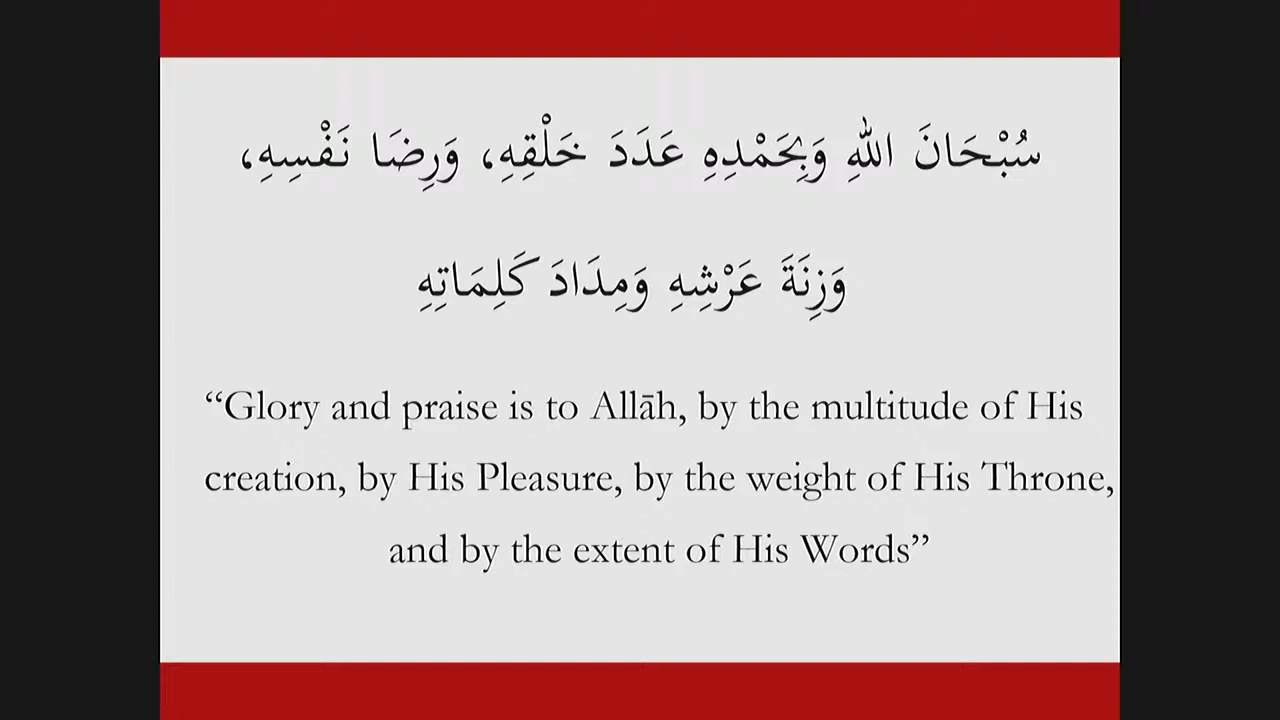 سُبْحَانَ اللهِ وَبِحَمْدِهِ عَدَدَ خَلْقِهِ، وَرِضَا نَفْسِهِ،
وَزِنَةَ عَرْشِهِ وَمِدَادَ كَلِمَاتِهِ
“Glory and praise is to Allāh, by the multitude of His
creation, by His Pleasure, by the weight of His Throne,
and by the extent of His Words”